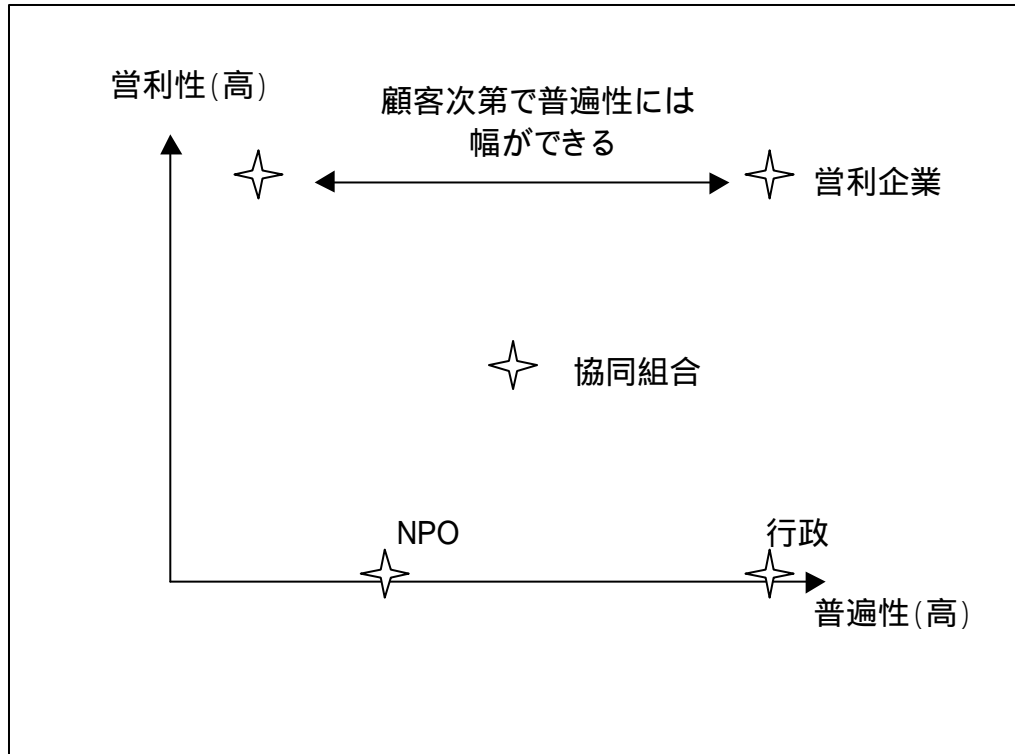 営利性(高)
顧客次第で普遍性には
幅ができる
営利企業
協同組合
NPO
行政
普遍性(高)